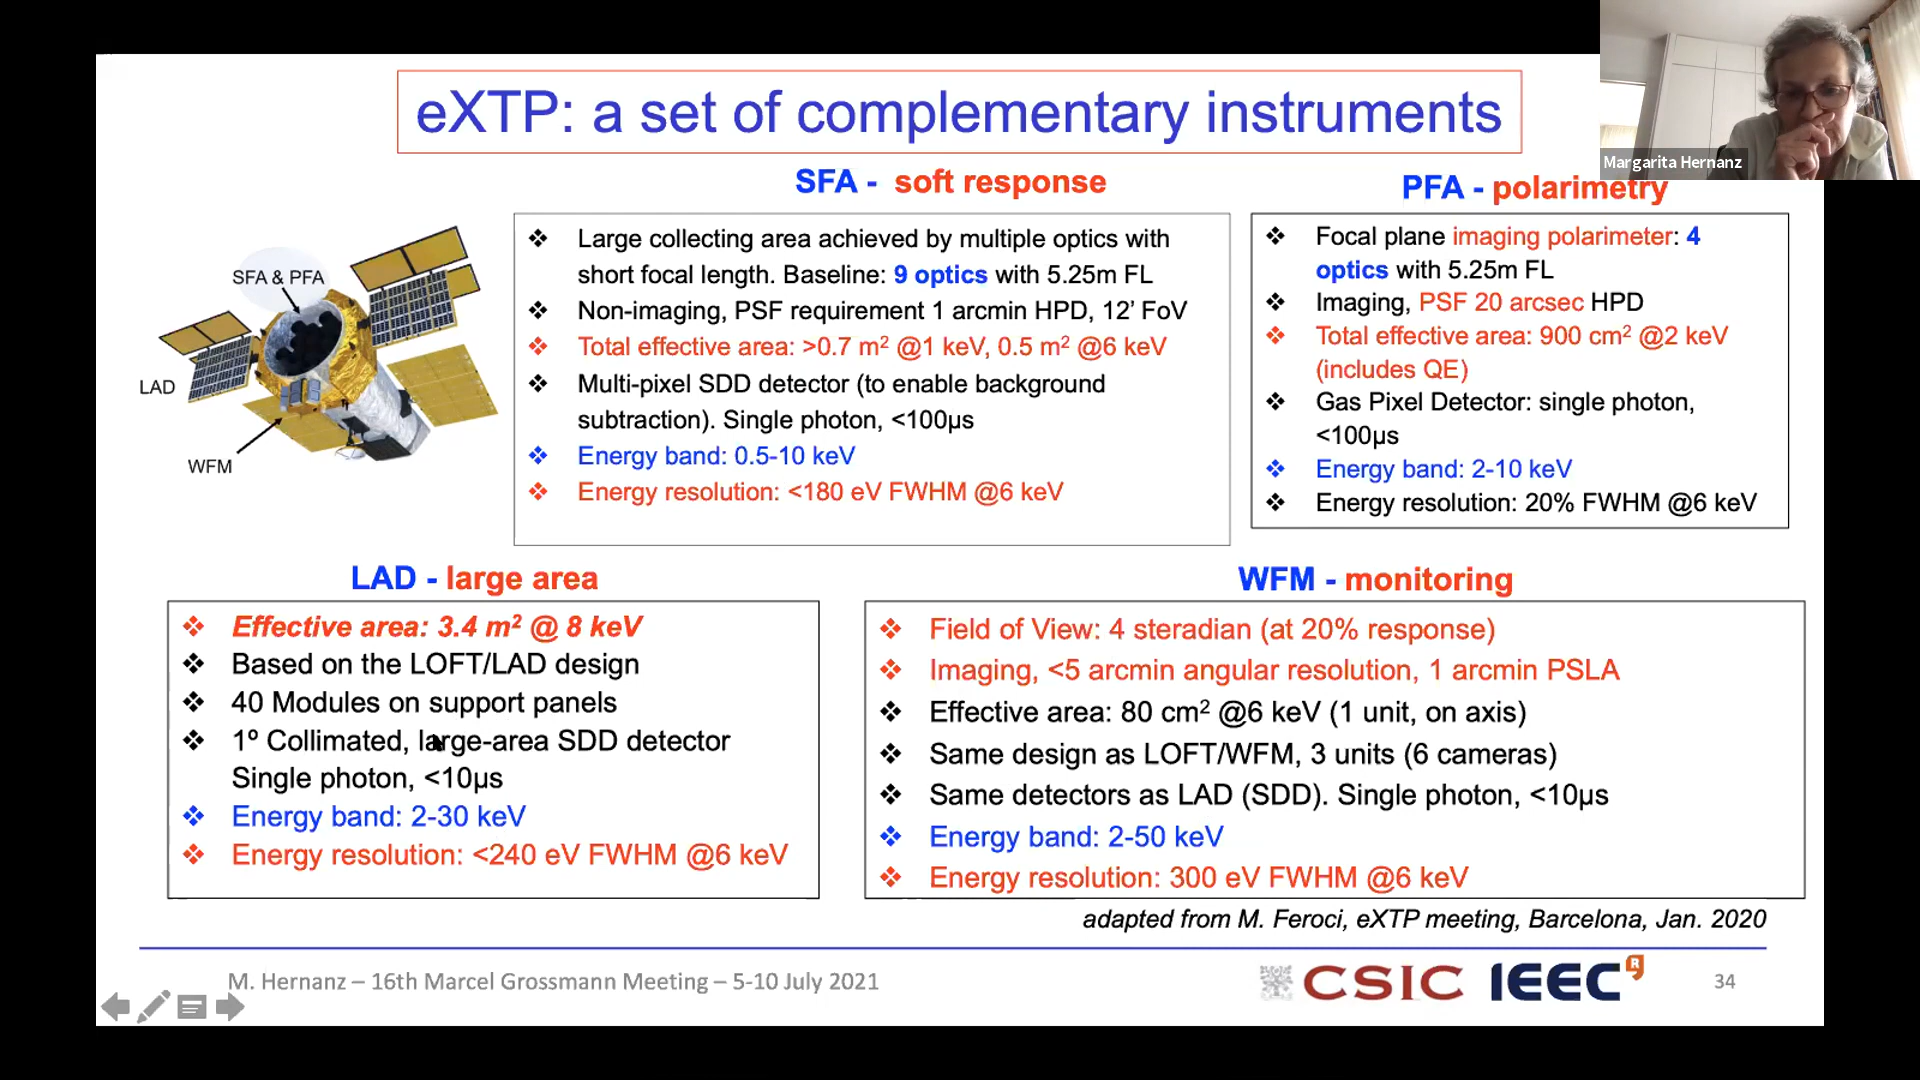 Margarita Hernanz
eXTP: a set of complementary instruments
SFA - soft response
Large collecting area achieved by multiple optics with
short focal length. Baseline: 9 optics with 5.25m FL
Non-imaging, PSF requirement 1 arcmin HPD, 12’ FoV
Total effective area: >0.7 m² @1 keV, 0.5 m² @6 keV
Multi-pixel SDD detector (to enable background
subtraction). Single photon, <100µs
Energy band: 0.5-10 keV
Energy resolution: <180 eV FWHM @6 keV
PFA - polarimetry
Focal plane imaging polarimeter: 4
optics with 5.25m FL
Imaging, PSF 20 arcsec HPD
Total effective area: 900 cm² @2 keV
(includes QE)
Gas Pixel Detector: single photon,
<100µs
Energy band: 2-10 keV
Energy resolution: 20% FWHM @6 keV
SFA & PFA
LAD
WFM
LAD - large area
Effective area: 3.4 m² @ 8 keV
Based on the LOFT/LAD design
40 Modules on support panels
1º Collimated, large-area SDD detector
Single photon, <10µs
Energy band: 2-30 keV
Energy resolution: <240 eV FWHM @6 keV
WFM - monitoring
Field of View: 4 steradian (at 20% response)
Imaging, <5 arcmin angular resolution, 1 arcmin PSLA
Effective area: 80 cm² @6 keV (1 unit, on axis)
Same design as LOFT/WFM, 3 units (6 cameras)
Same detectors as LAD (SDD). Single photon, <10µs
Energy band: 2-50 keV
Energy resolution: 300 eV FWHM @6 keV
adapted from M. Feroci, eXTP meeting, Barcelona, Jan. 2020
M. Hernanz – 16th Marcel Grossmann Meeting – 5-10 July 2021
CSIC IEEC R
34